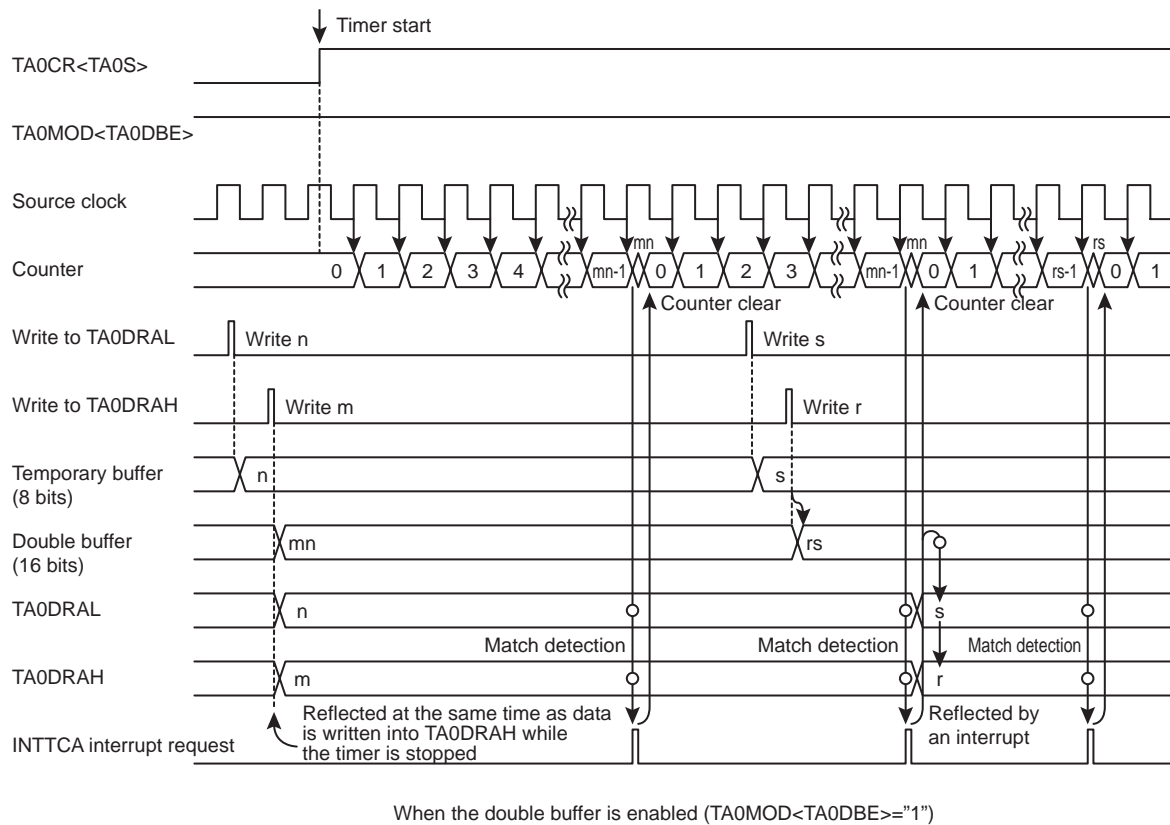 Timer start
TA0CR<TA0S>
TA0MOD<TA0DBE>
Source clock
mn mn rs
Counter 0 1 2 3 4 mn-1 0 1 2 3 mn-1 0 1 rs-1 0 1
Counter clear Counter clear
Write to TA0DRAL Write n Write s
Write to TA0DRAH Write m Write r
Temporary buffer
(8 bits)
n s
Double buffer
(16 bits)
mn rs
TA0DRAL n s
Match detection Match detection Match detection
TA0DRAH m r
Reflected at the same time as data
is written into TA0DRAH while
the timer is stopped
Reflected by
an interrupt
INTTCA interrupt request
When the double buffer is enabled (TA0MOD<TA0DBE>="1")